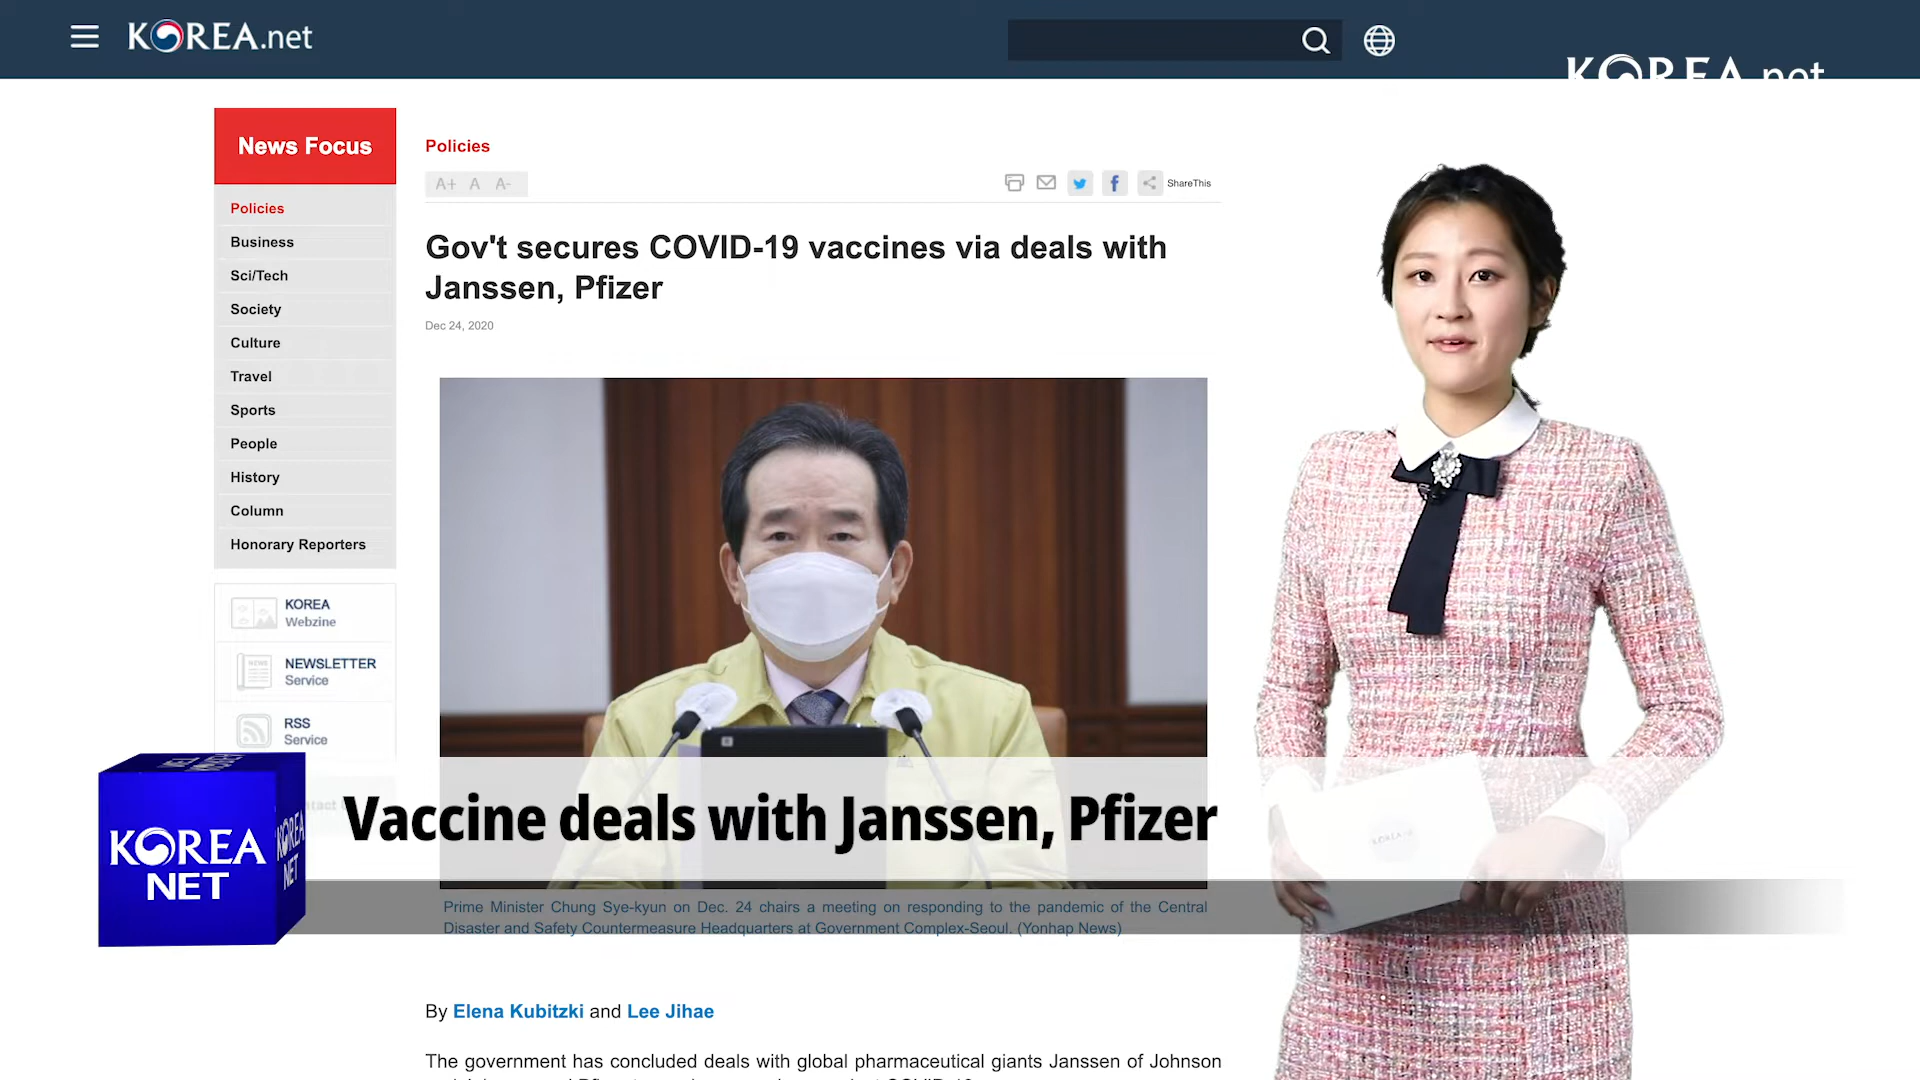 KOREA.net
KOREA.net
News Focus
Policies
Business
Sci/Tech
Society
Culture
Travel
Sports
People
History
Column
Honorary Reporters
KOREA
Webzine
NEWSLETTER
Service
RSS
Service
Policies
A+ A A-
ShareThis
Gov't secures COVID-19 vaccines via deals with
Janssen, Pfizer
Dec 24, 2020
KOREA
NET
KOREA
NET
Vaccine deals with Janssen, Pfizer
Prime Minister Chung Sye-kyun on Dec. 24 chairs a meeting on responding to the pandemic of the Central
Disaster and Safety Countermeasure Headquarters at Government Complex-Seoul. (Yonhap News)
By Elena Kubitzki and Lee Jihae
The government has concluded deals with global pharmaceutical giants Janssen of Johnson